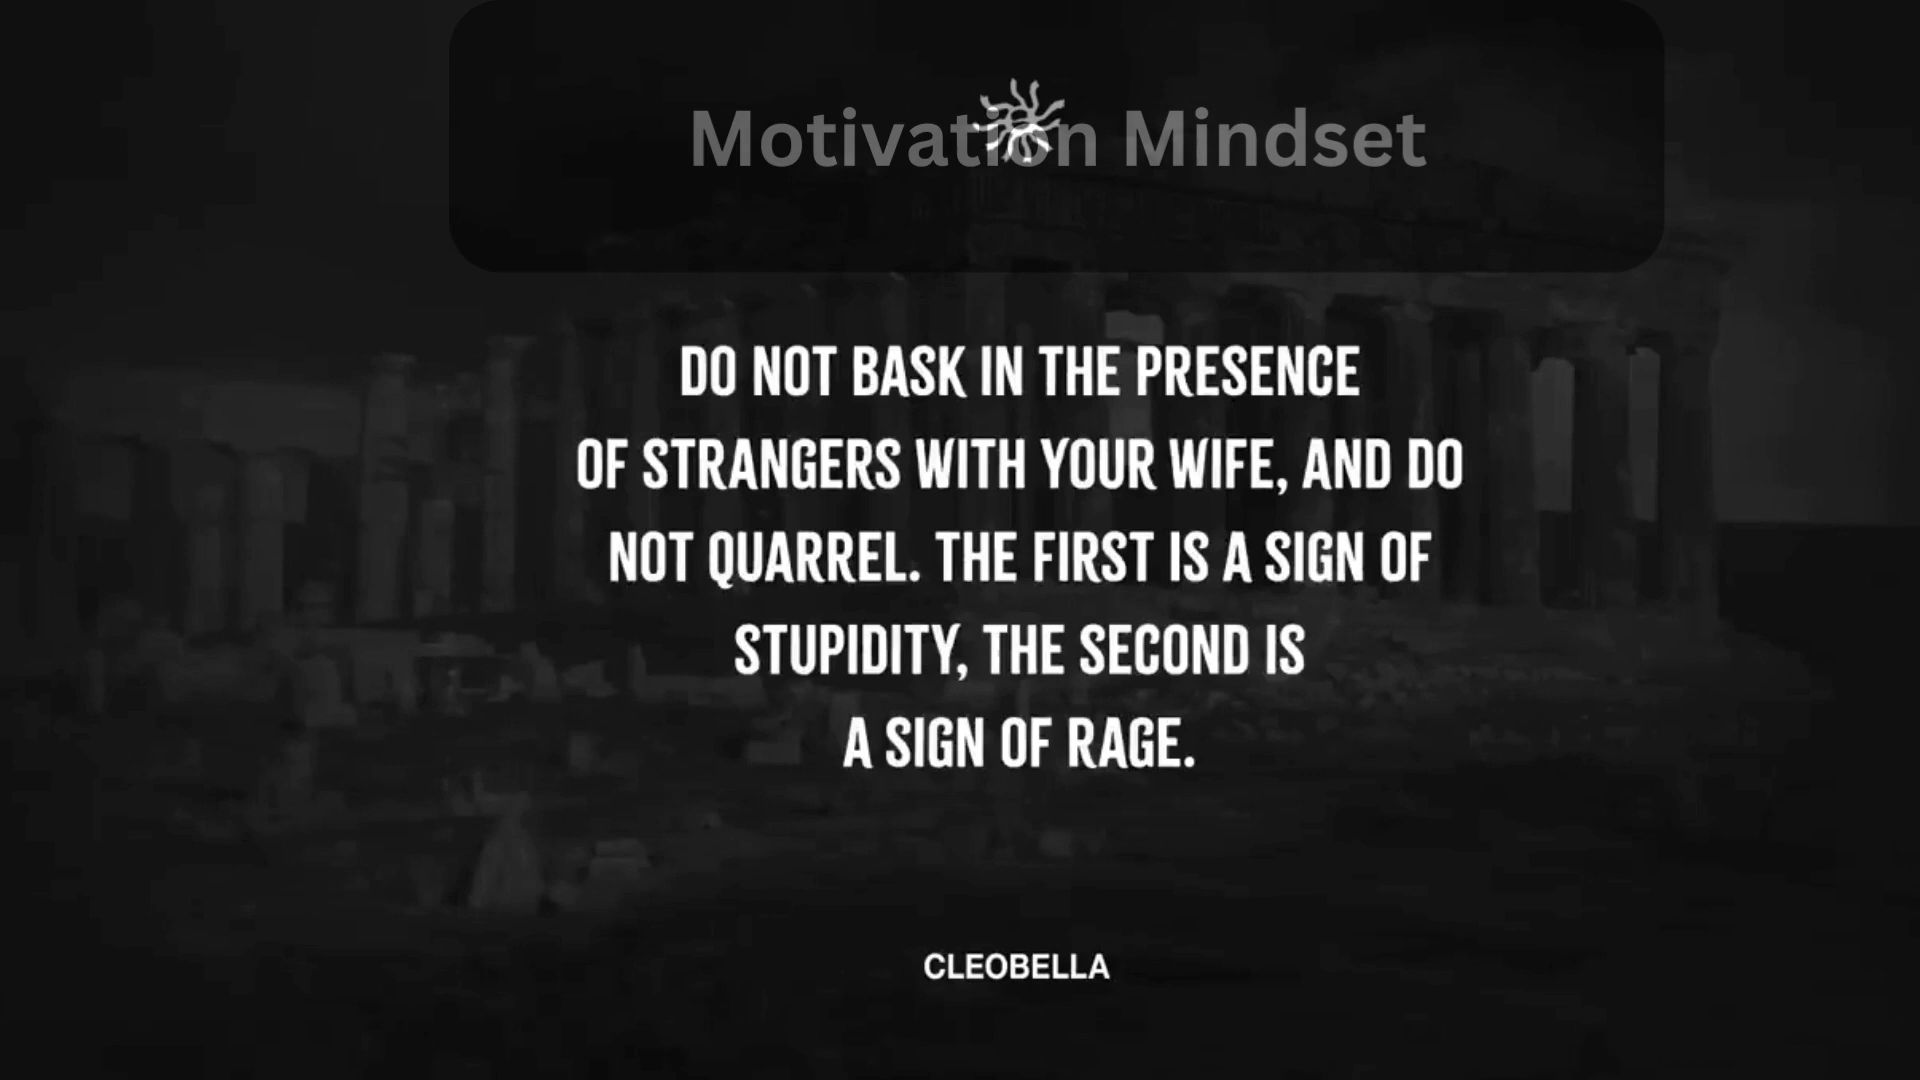 Motivation Mindset
DO NOT BASK IN THE PRESENCE
OF STRANGERS WITH YOUR WIFE, AND DO
NOT QUARREL. THE FIRST IS A SIGN OF
STUPIDITY, THE SECOND IS
A SIGN OF RAGE.
CLEOBELLA